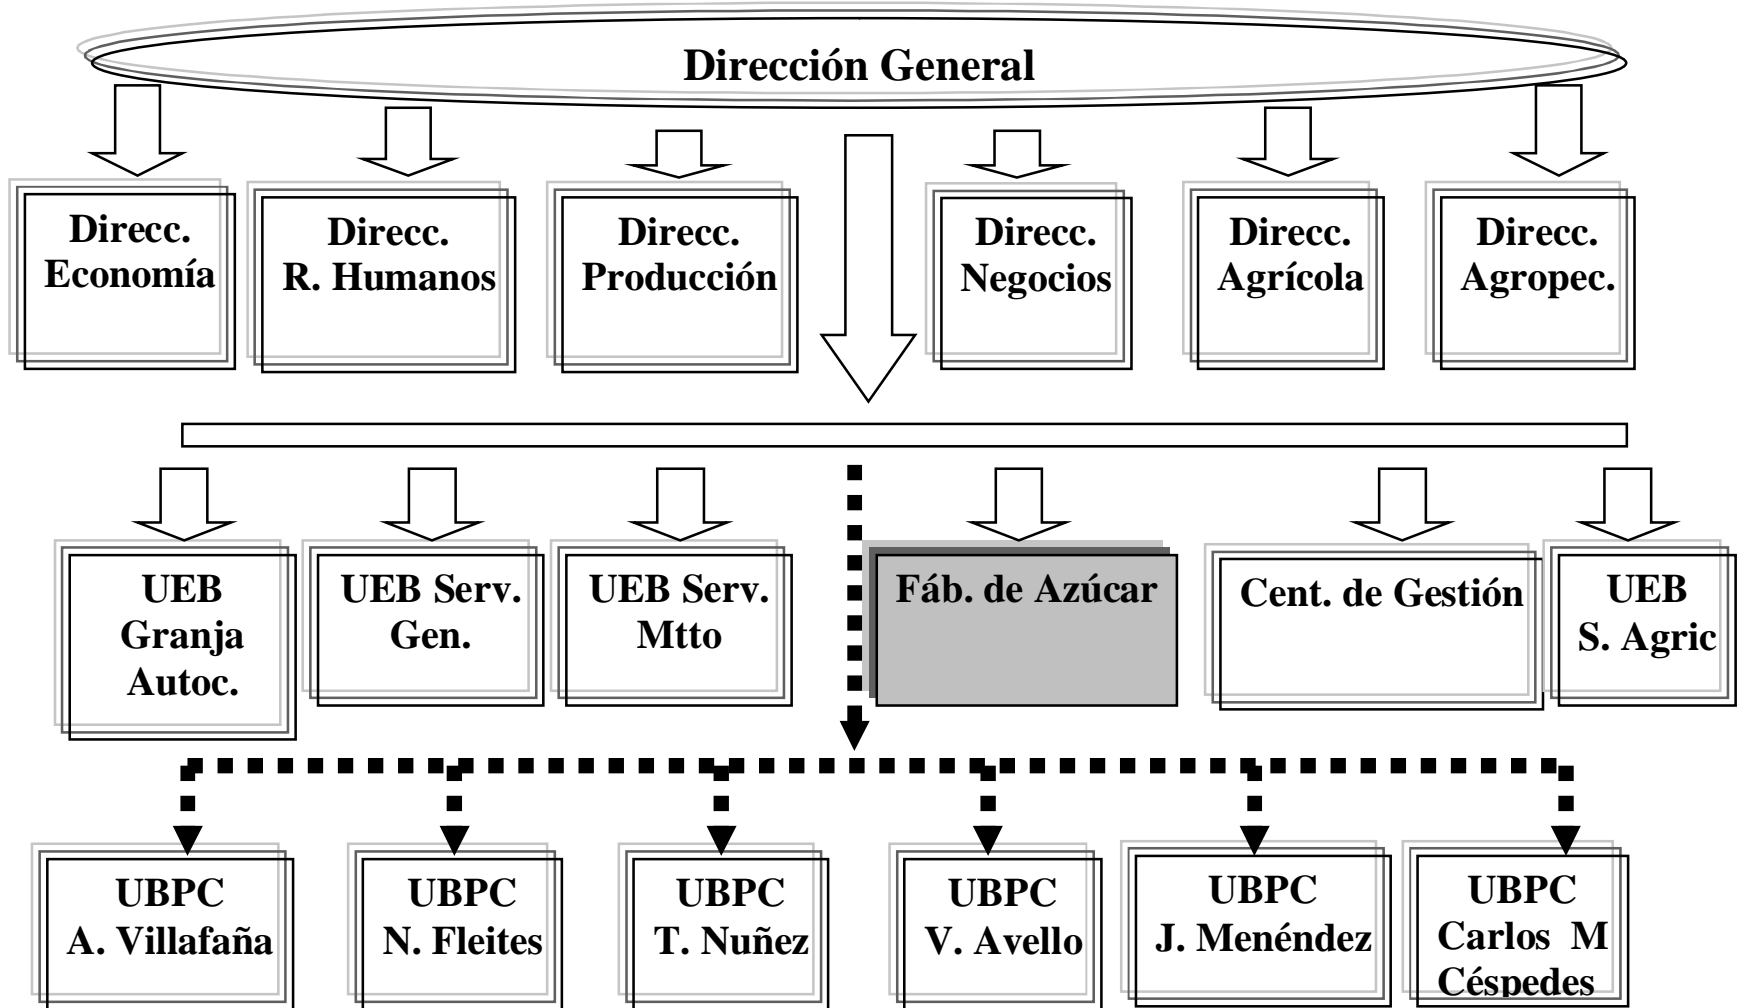 Dirección General
Direcc.
Economía
Direcc.
R. Humanos
Direcc.
Producción
Direcc.
Negocios
Direcc.
Agrícola
Direcc.
Agropec.
UEB
Granja
Autoc.
UEB Serv.
Gen.
UEB Serv.
Mtto
Fáb. de Azúcar
Cent. de Gestión
UEB
S. Agric
UBPC
A. Villafaña
UBPC
N. Fleites
UBPC
T. Nuñez
UBPC
V. Avello
UBPC
J. Menéndez
UBPC
Carlos M
Céspedes